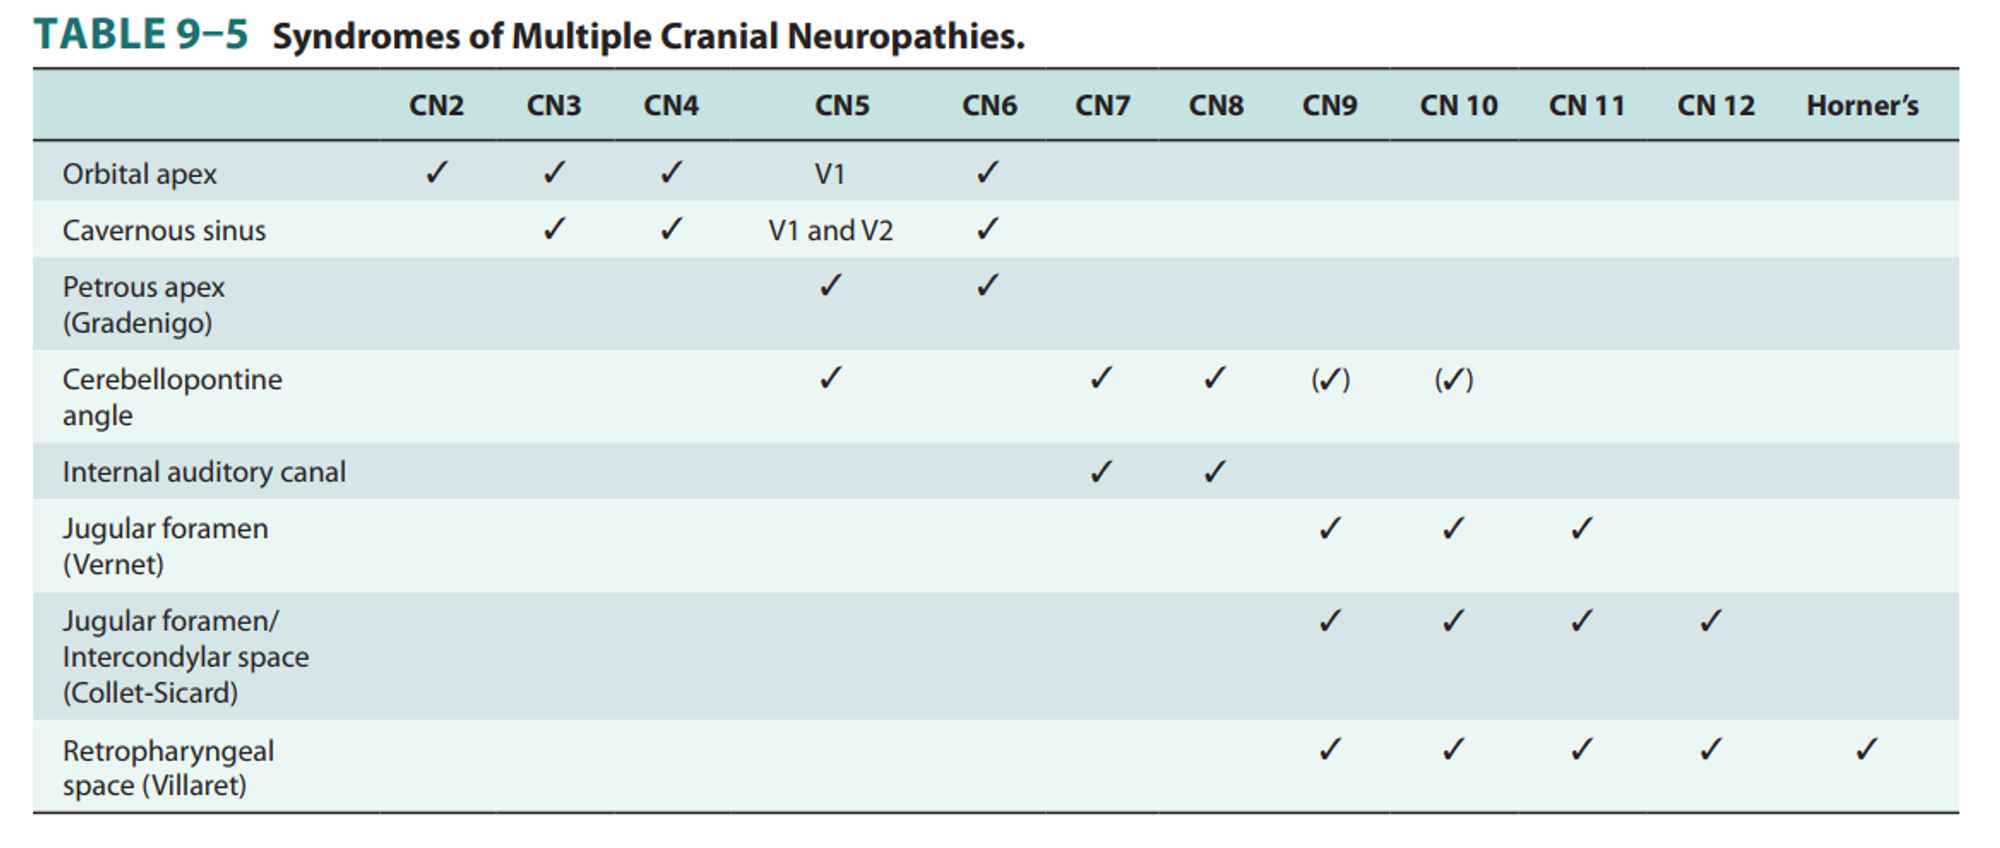 TABLE 9–5 Syndromes of Multiple Cranial Neuropathies.
CN2 CN3 CN4 CN5 CN6 CN7 CN8 CN9 CN 10 CN 11 CN 12 Horner’s
Orbital apex ✓ ✓ ✓ V1 ✓
Cavernous sinus ✓ ✓ V1 and V2 ✓
Petrous apex ✓ ✓
(Gradenigo)
Cerebellopontine ✓ ✓ ✓ (✓) (✓)
angle
Internal auditory canal ✓ ✓
Jugular foramen ✓ ✓ ✓
(Vernet)
Jugular foramen/ ✓ ✓ ✓ ✓
Intercondylar space
(Collet-Sicard)
Retropharyngeal ✓ ✓ ✓ ✓ ✓
space (Villaret)